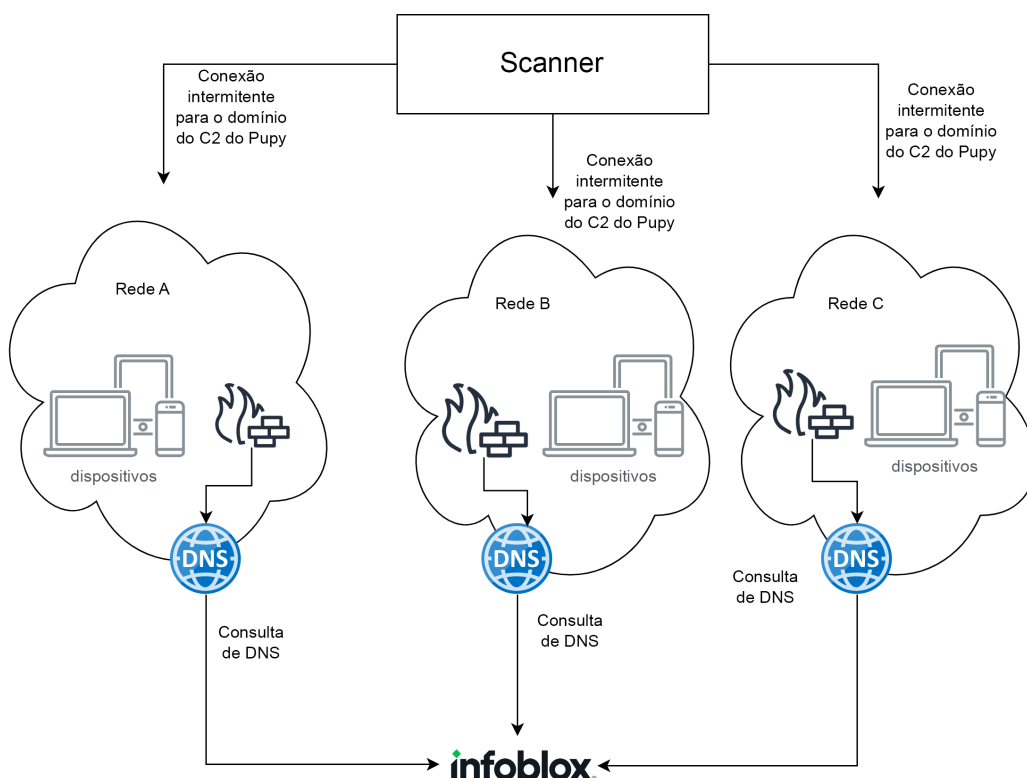 Scanner
Conexão
intermitente
para o domínio
do C2 do Pupy
Conexão
intermitente
para o domínio
do C2 do Pupy
Conexão
intermitente
para o domínio
do C2 do Pupy
Rede A
Rede B
Rede C
dispositivos
dispositivos
dispositivos
DNS
DNS
DNS
Consulta
de DNS
Consulta
de DNS
Consulta
de DNS
infoblox